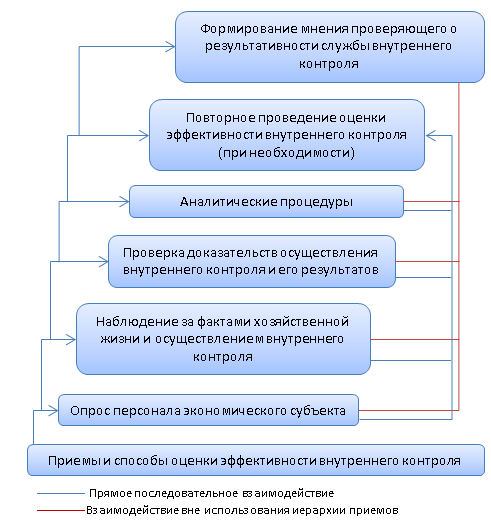 Формирование мнения проверяющего о
результативности службы внутреннего
контроля
Повторное проведение оценки
эффективности внутреннего контроля
(при необходимости)
Аналитические процедуры
Проверка доказательств осуществления
внутреннего контроля и его результатов
Наблюдение за фактами хозяйственной
жизни и осуществлением внутреннего
контроля
Опрос персонала экономического субъекта
Приемы и способы оценки эффективности внутреннего контроля
Прямое последовательное взаимодействие
Взаимодействие вне использования иерархии приемов